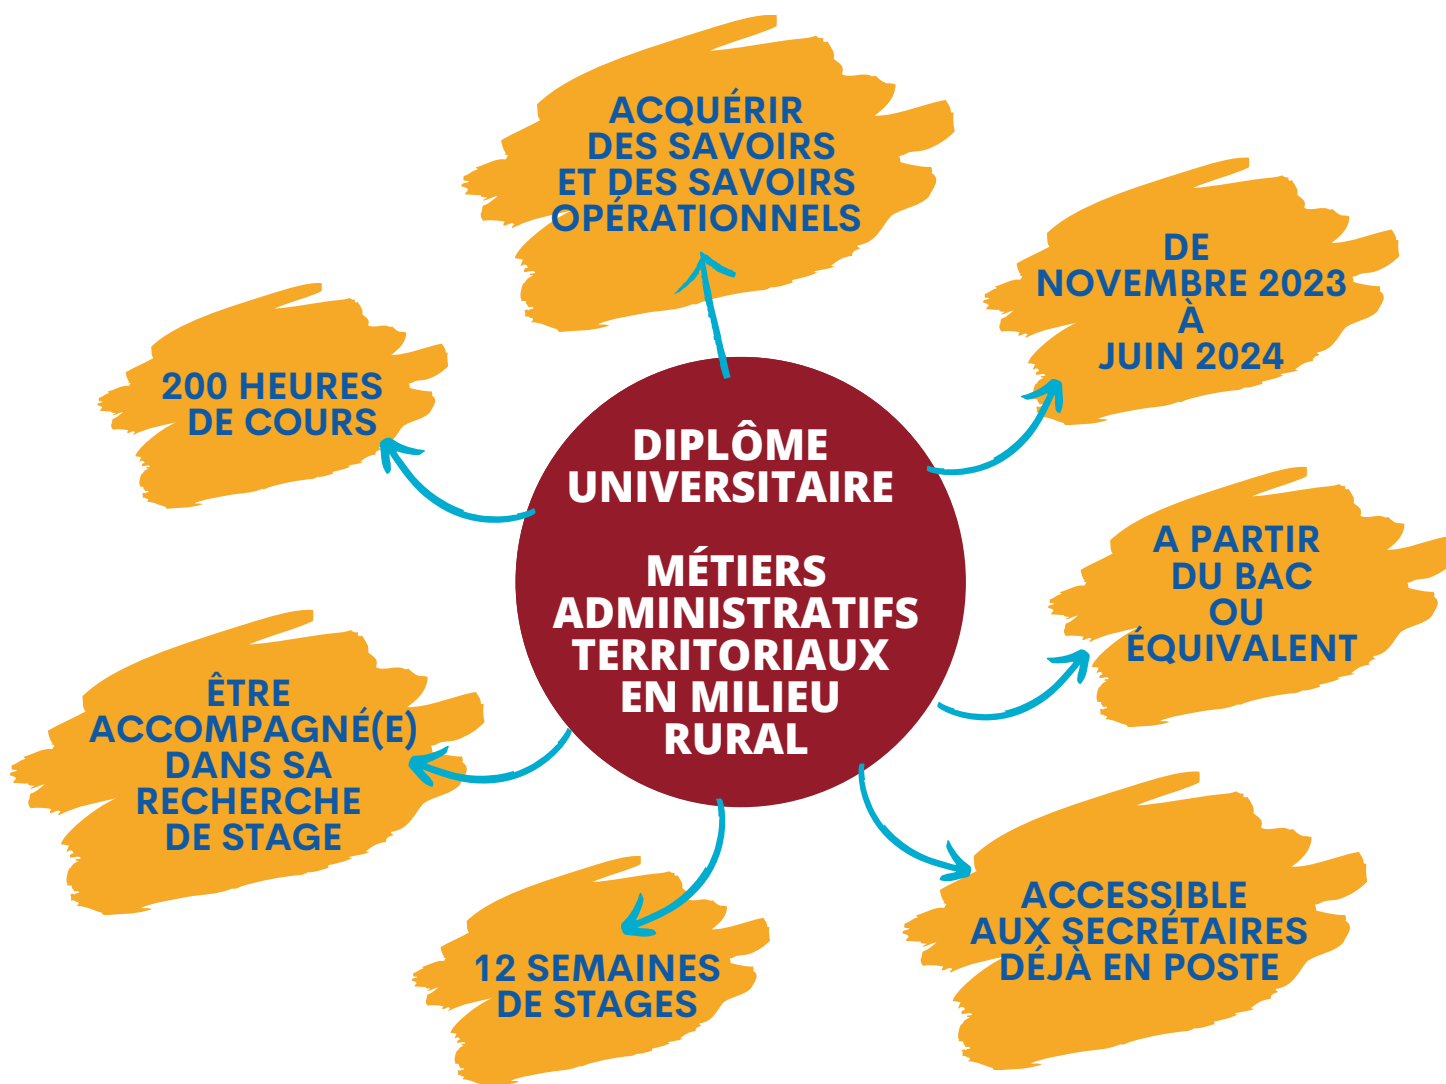 ACQUÉRIR
DES SAVOIRS
ET DES SAVOIRS
OPÉRATIONNELS
DE
NOVEMBRE 2023
À
JUIN 2024
200 HEURES
DE COURS
DIPLÔME
UNIVERSITAIRE
MÉTIERS
ADMINISTRATIFS
TERRITORIAUX
EN MILIEU
RURAL
A PARTIR
DU BAC
OU
ÉQUIVALENT
ÊTRE
ACCOMPAGNÉ(E)
DANS SA
RECHERCHE
DE STAGE
12 SEMAINES
DE STAGES
ACCESSIBLE
AUX SECRÉTAIRES
DÉJÀ EN POSTE